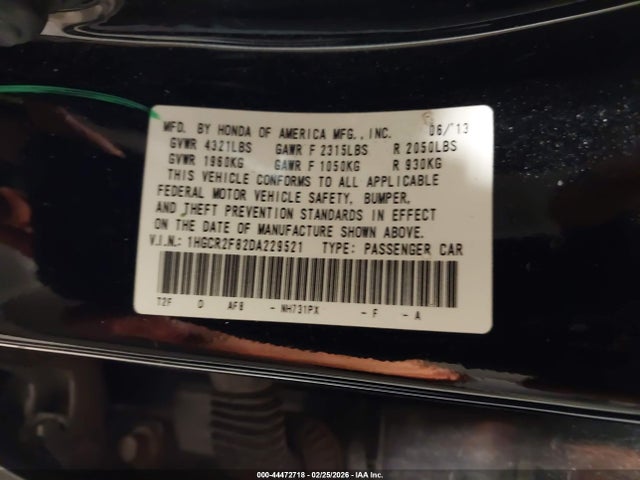 MFD. BY HONDA OF AMERICA MFG., INC. 06/'13
GVWR 4321LBS GAWR F 2315LBS R 2050LBS
GVWR 1960KG GAWR F 1050KG R 930KG
THIS VEHICLE CONFORMS TO ALL APPLICABLE
FEDERAL MOTOR VEHICLE SAFETY, BUMPER,
AND THEFT PREVENTION STANDARDS IN EFFECT
ON THE DATE OF MANUFACTURE SHOWN ABOVE.
V.I.N.: 1HGCR2F82DA229521 TYPE: PASSENGER CAR
T2F D AF8 - NH731PX - F - A
000-44472718 - 02/25/2026 - IAA Inc.